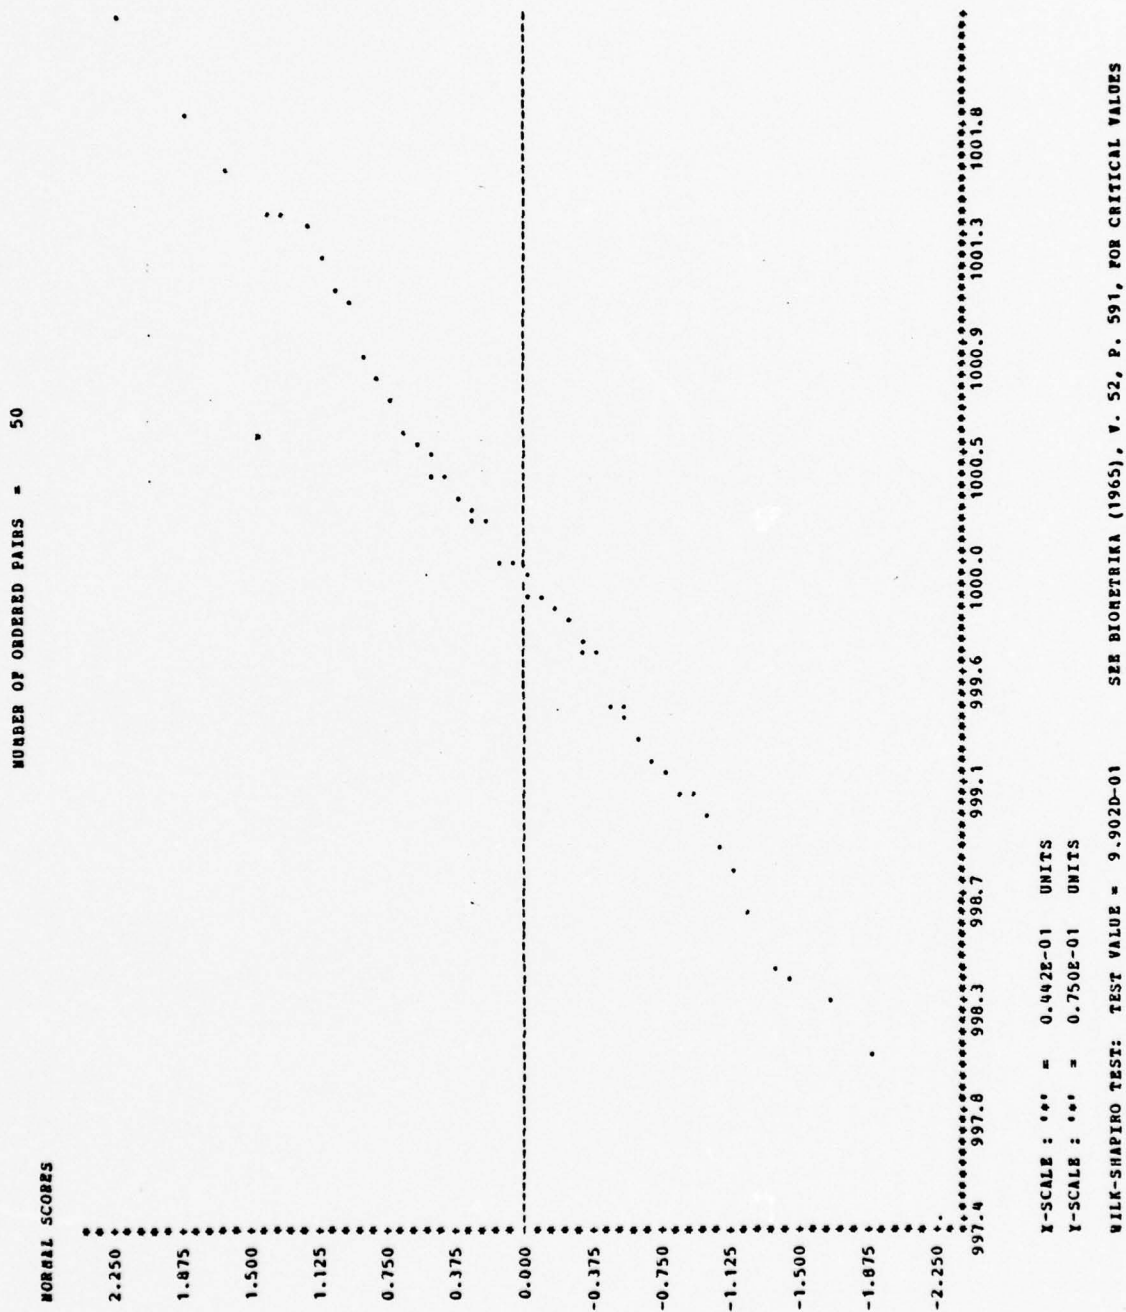 NUMBER OF ORDERED PAIRS = 50
NORMAL SCORES
2.250
1.875
1.500
1.125
0.750
0.375
0.000
-0.375
-0.750
-1.125
-1.500
-1.875
-2.250
997.4 997.8 998.3 998.7 999.1 999.6 1000.0 1000.5 1000.9 1001.3 1001.8
X-SCALE : '*' = 0.442E-01 UNITS
Y-SCALE : '*' = 0.750E-01 UNITS
WILK-SHAPIRO TEST: TEST VALUE = 9.902D-01 SEE BIOMETRIKA (1965), V. 52, P. 591, FOR CRITICAL VALUES